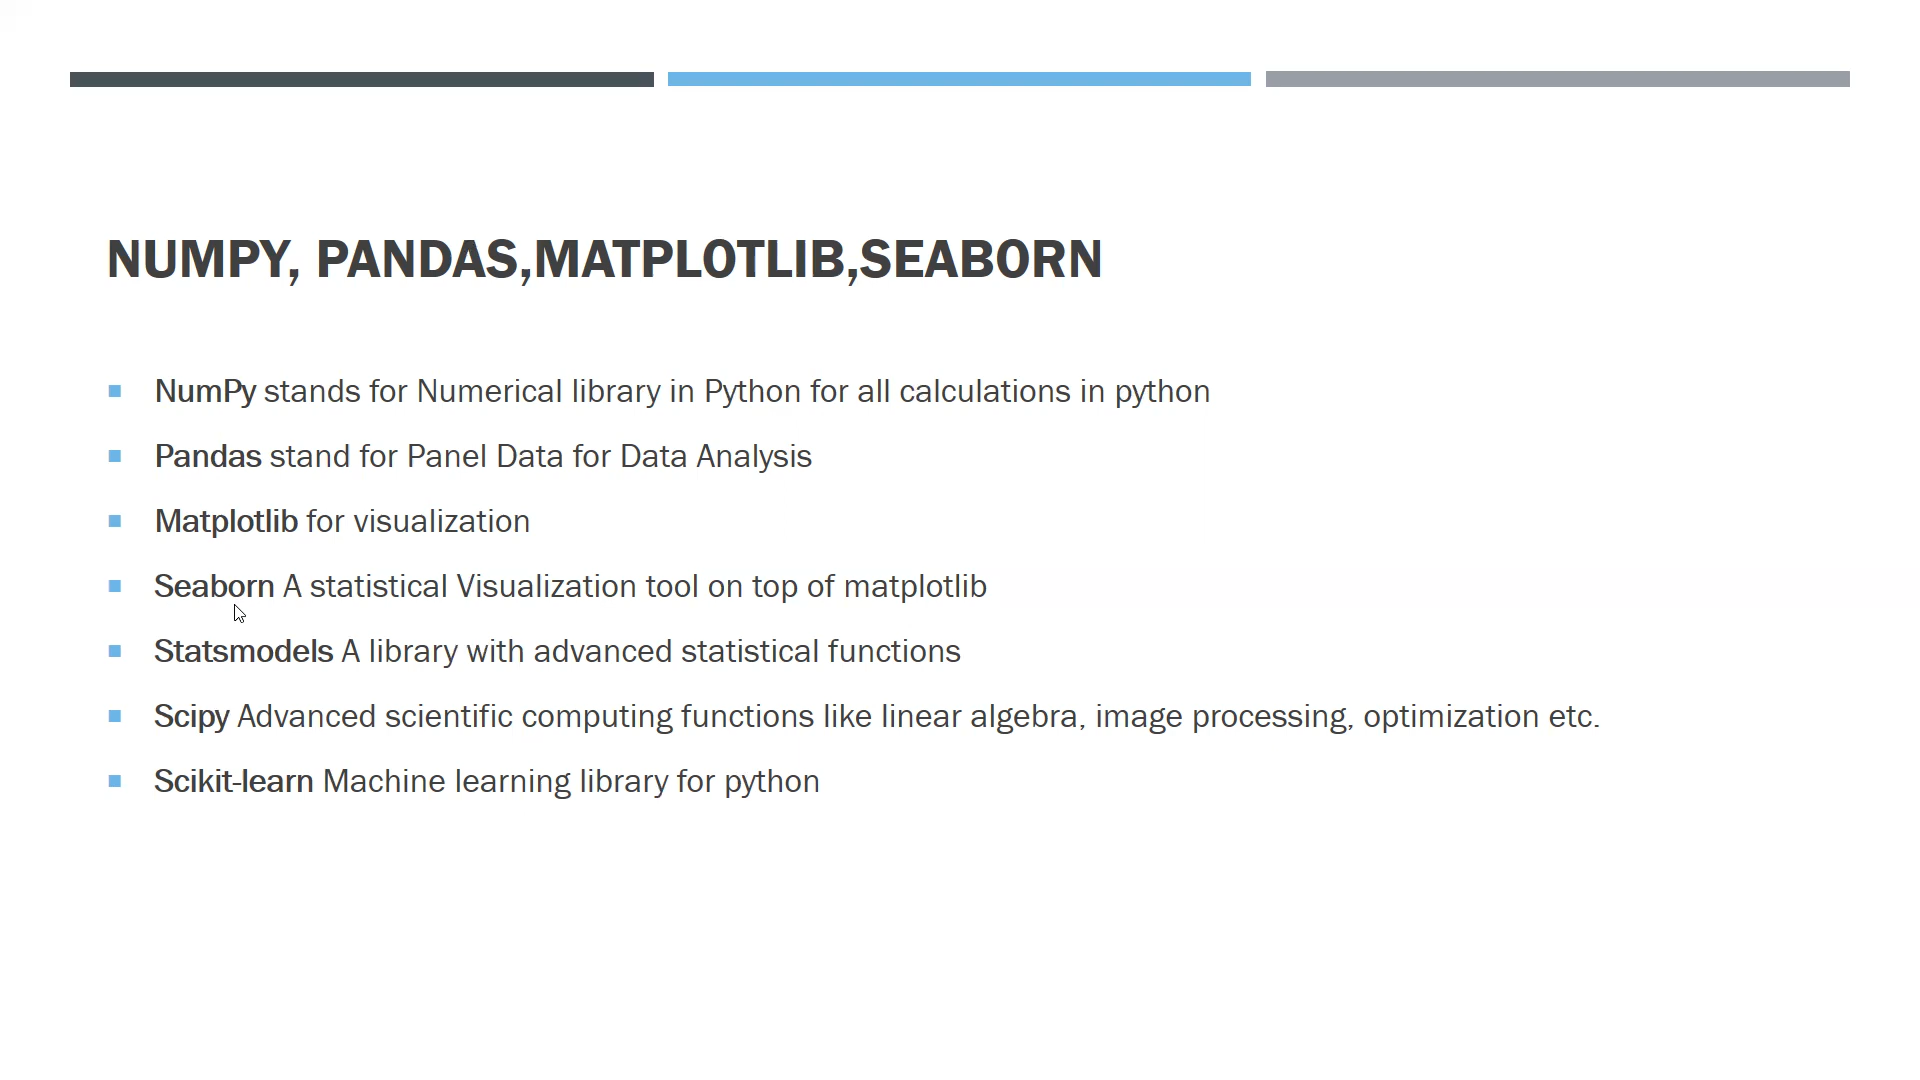 NUMPY, PANDAS,MATPLOTLIB,SEABORN
NumPy stands for Numerical library in Python for all calculations in python
Pandas stand for Panel Data for Data Analysis
Matplotlib for visualization
Seaborn A statistical Visualization tool on top of matplotlib
Statsmodels A library with advanced statistical functions
Scipy Advanced scientific computing functions like linear algebra, image processing, optimization etc.
Scikit-learn Machine learning library for python